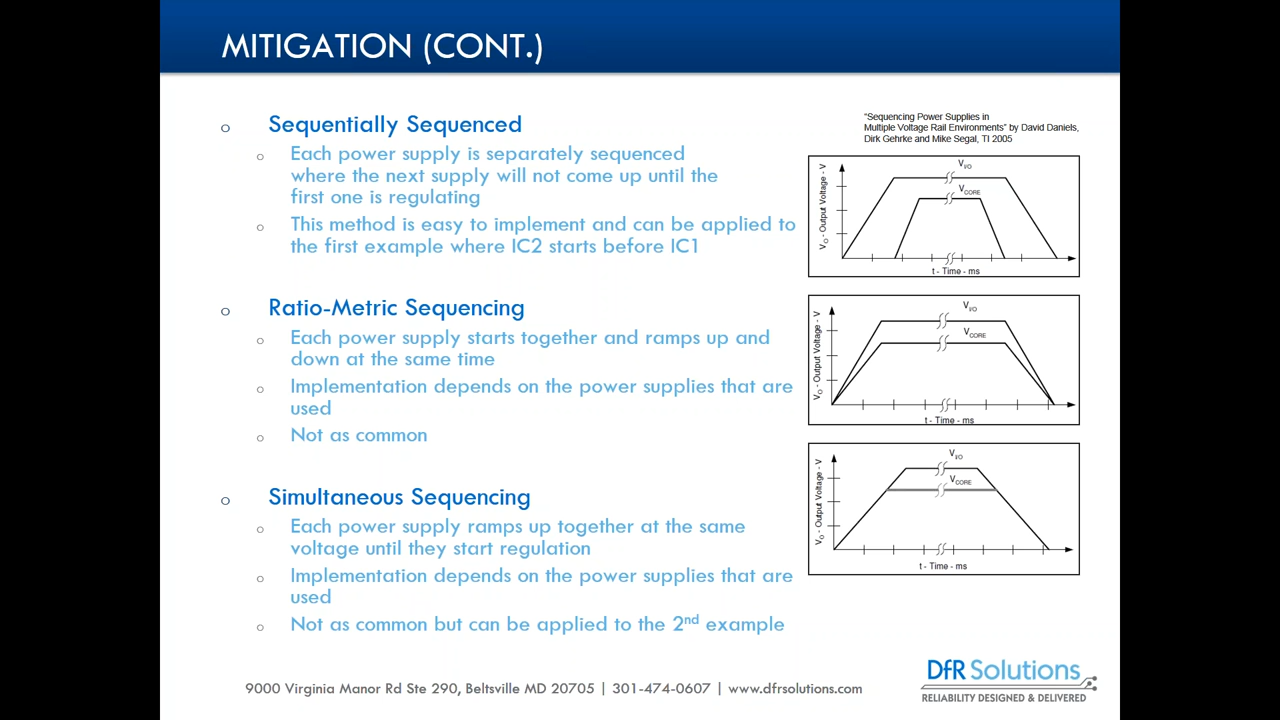 MITIGATION (CONT.)
o Sequentially Sequenced
o Each power supply is separately sequenced
where the next supply will not come up until the
first one is regulating
o This method is easy to implement and can be applied to
the first example where IC2 starts before IC1
o Ratio-Metric Sequencing
o Each power supply starts together and ramps up and
down at the same time
o Implementation depends on the power supplies that are
used
o Not as common
o Simultaneous Sequencing
o Each power supply ramps up together at the same
voltage until they start regulation
o Implementation depends on the power supplies that are
used
o Not as common but can be applied to the 2nd example
"Sequencing Power Supplies in
Multiple Voltage Rail Environments" by David Daniels,
Dirk Gehrke and Mike Segal, TI 2005
VI/O
VCORE
VO - Output Voltage - V
t - Time - ms
VI/O
VCORE
VO - Output Voltage - V
t - Time - ms
VI/O
VCORE
VO - Output Voltage - V
t - Time - ms
9000 Virginia Manor Rd Ste 290, Beltsville MD 20705 | 301-474-0607 | www.dfrsolutions.com
DfR Solutions
RELIABILITY DESIGNED & DELIVERED